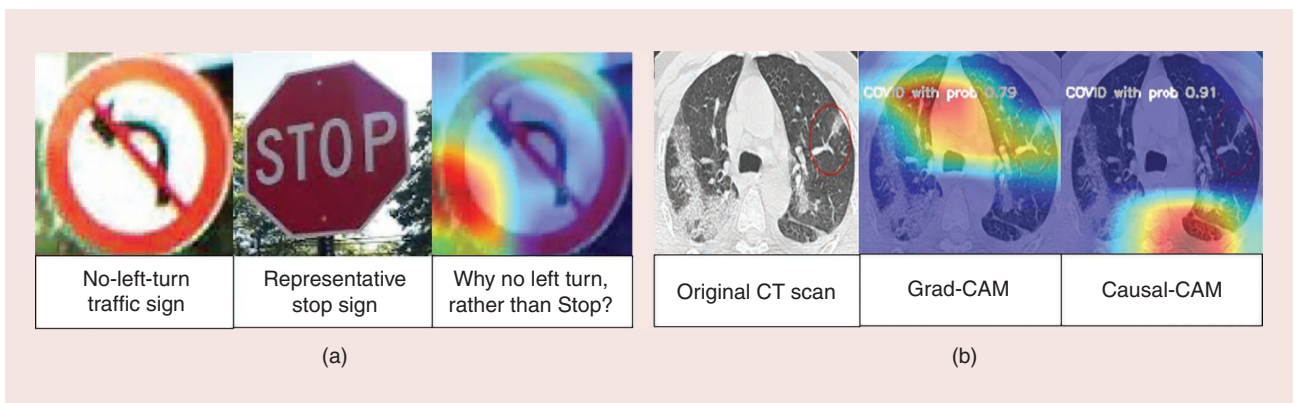 STOP
COVID with prob 0.79
COVID with prob 0.91
No-left-turn
traffic sign
Representative
stop sign
Why no left turn,
rather than Stop?
Original CT scan
Grad-CAM
Causal-CAM
(a)
(b)